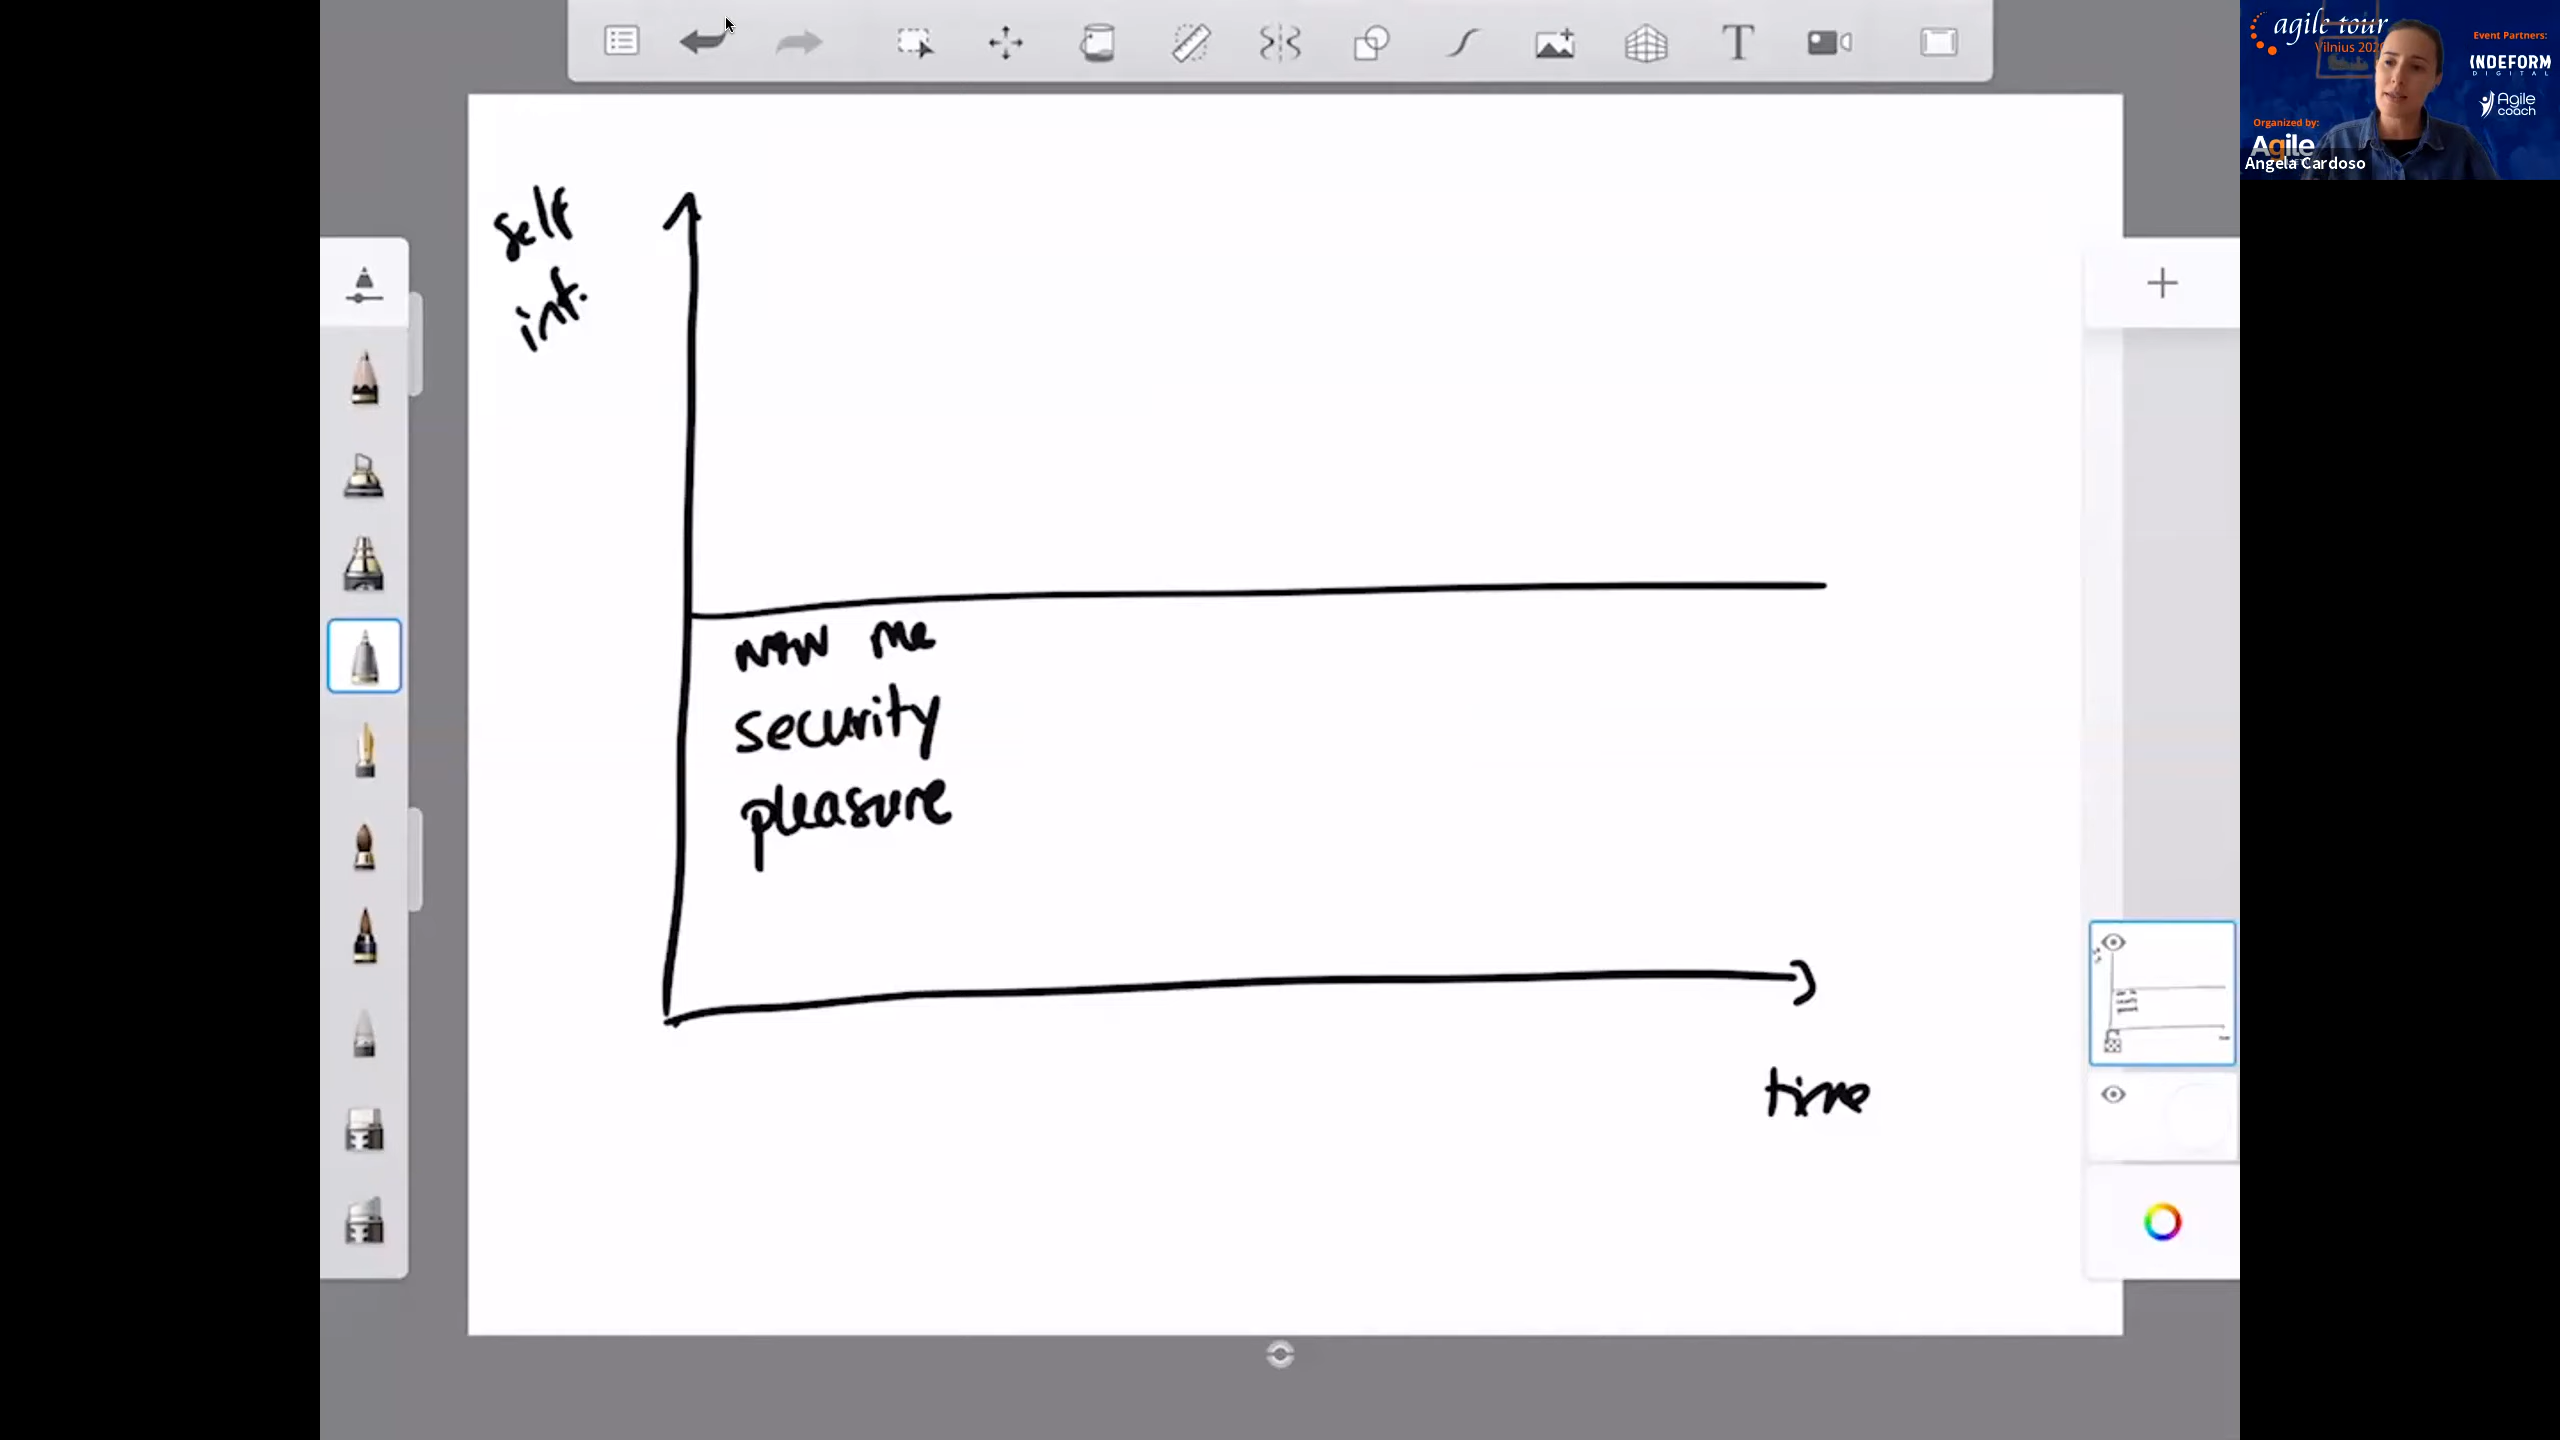 agile tour
Vilnius 202
Event Partners:
INDEFORM
DIGITAL
Agile
coach
Organized by:
Agile
Angela Cardoso
T
self
int.
now me
security
pleasure
time